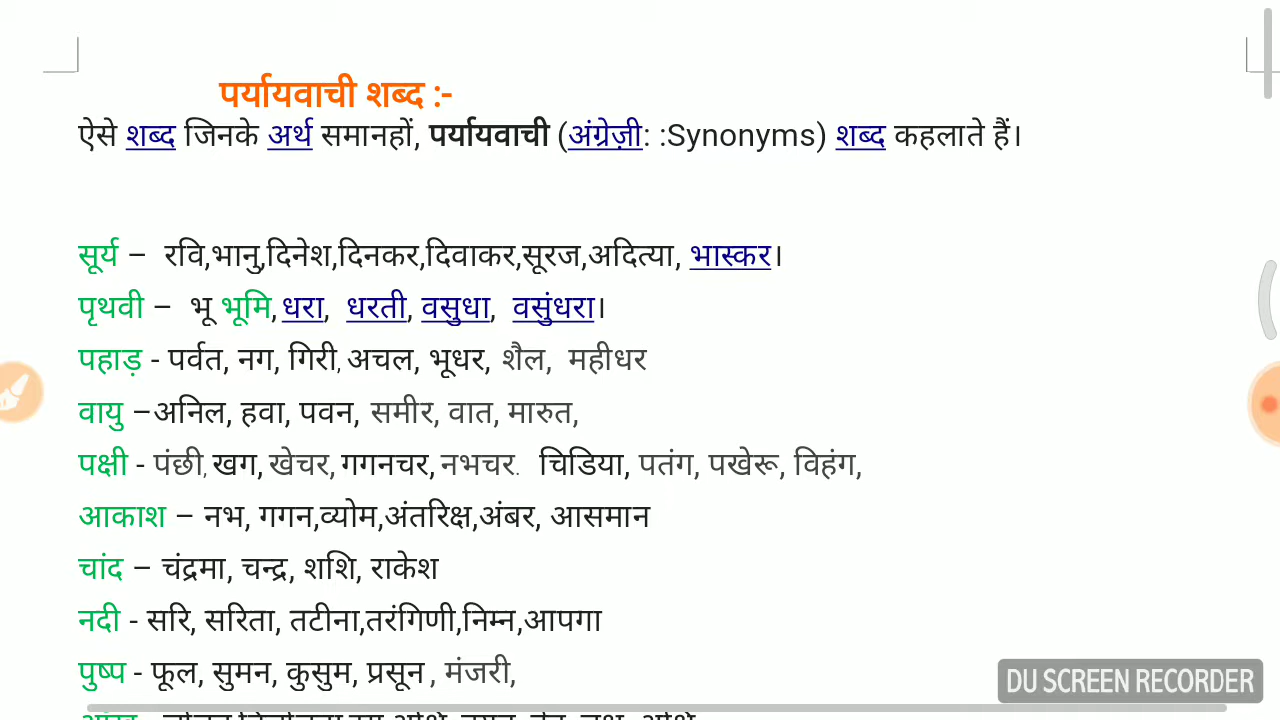 पर्यायवाची शब्द :-
ऐसे शब्द जिनके अर्थ समानहों, पर्यायवाची (अंग्रेज़ी: :Synonyms) शब्द कहलाते हैं।
सूर्य – रवि,भानु,दिनेश,दिनकर,दिवाकर,सूरज,अदित्या, भास्कर।
पृथवी – भू भूमि, धरा, धरती, वसुधा, वसुंधरा।
पहाड़ - पर्वत, नग, गिरी, अचल, भूधर, शैल, महीधर
वायु –अनिल, हवा, पवन, समीर, वात, मारुत,
पक्षी - पंछी, खग, खेचर, गगनचर, नभचर. चिडिया, पतंग, पखेरू, विहंग,
आकाश – नभ, गगन,व्योम,अंतरिक्ष,अंबर, आसमान
चांद – चंद्रमा, चन्द्र, शशि, राकेश
नदी - सरि, सरिता, तटीना,तरंगिणी,निम्न,आपगा
पुष्प - फूल, सुमन, कुसुम, प्रसून , मंजरी,
DU SCREEN RECORDER